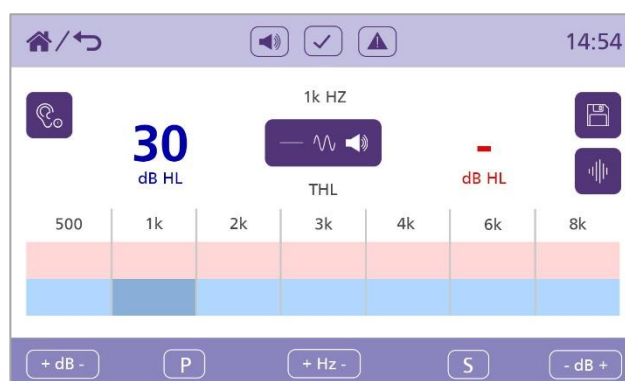 14:54
1k HZ
30
-
dB HL
dB HL
THL
500 1k 2k 3k 4k 6k 8k
+ dB - P + Hz - S - dB +